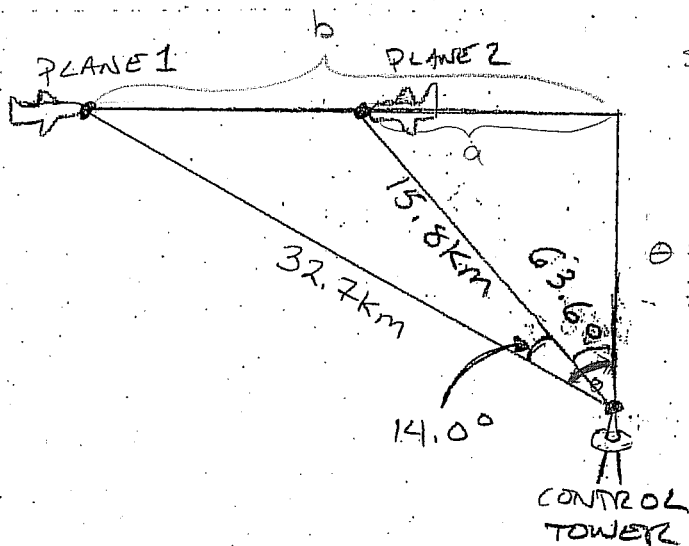 b
PLANE 1
PLANE 2
a
15.8Km
63.6°
θ
32.7Km
14.0°
CONTROL
TOWER